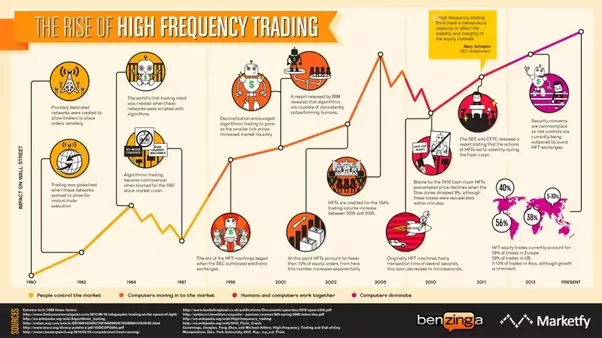 THE RISE OF HIGH FREQUENCY TRADING
High frequency trading
firms have a tremendous
capacity to affect the
stability and integrity of
the equity markets.
Mary Schapiro
SEC
Privately dedicated
networks were created to
allow brokers to place
orders remotely.
The world's first trading robot
was created when these
networks were scripted with
algorithms.
Decimalization encouraged
algorithmic trading to grow
as the smaller tick prices
increased market liquidity.
A report released by IBM
revealed that algorithms
are capable of consistently
outperforming humans.
The SEC and CFTC released a
report stating that the actions
of HFTs led to volatility during
the flash crash.
Security concerns
are commonplace
as risk controls are
currently being
outpaced by quick
HFT exchanges.
IMPACT ON WALL STREET
Trading was globalized
when these networks
evolved to allow for
instant trade
execution.
Algorithmic trading
became controversial
when blamed for the 1987
stock market crash.
The era of the HFT machines began
when the SEC authorized electronic
exchanges.
At this point HFTs account for fewer
than 10% of equity orders, from here
this number increases exponentially
HFTs are credited for the 164%
trading volume increase
between 2005 and 2009.
Originally HFT machines had a
transaction time of several seconds,
this soon decreased to microseconds.
Blame for the 2010 flash crash HFTs
exacerbated price declines when the
Dow Jones dropped 9%, although
these losses were recuperated within
minutes.
40%
5-10%
56%
38%
HFT equity trades currently account for:
38% of trades in Europe
56% of trades in US
5-10% of trades in Asia, although growth
is imminent
1980
1982
1984
1987
1998
2000
2001
2005
2010
2011
2012
PRESENT
People control the market
Computers moving in to the market
Humans and computers work together
Computers dominate
SOURCES
benzinga
Marketfy